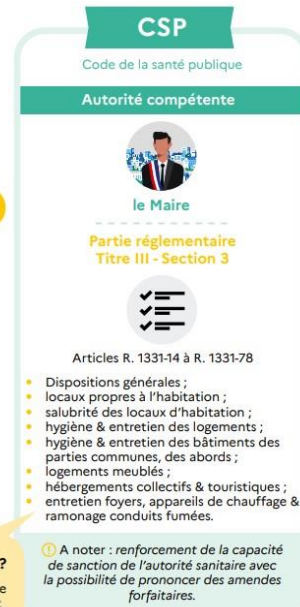 CSP
Code de la santé publique
Autorité compétente
le Maire
Partie réglementaire
Titre III - Section 3
Articles R. 1331-14 à R. 1331-78
• Dispositions générales ;
• locaux propres à l'habitation ;
• salubrité des locaux d'habitation ;
• hygiène & entretien des logements ;
• hygiène & entretien des bâtiments des
parties communes, des abords ;
• logements meublés ;
• hébergements collectifs & touristiques ;
• entretien foyers, appareils de chauffage &
ramonage conduits fumées.
?
A noter : renforcement de la capacité
de sanction de l'autorité sanitaire avec
la possibilité de prononcer des amendes
forfaitaires.